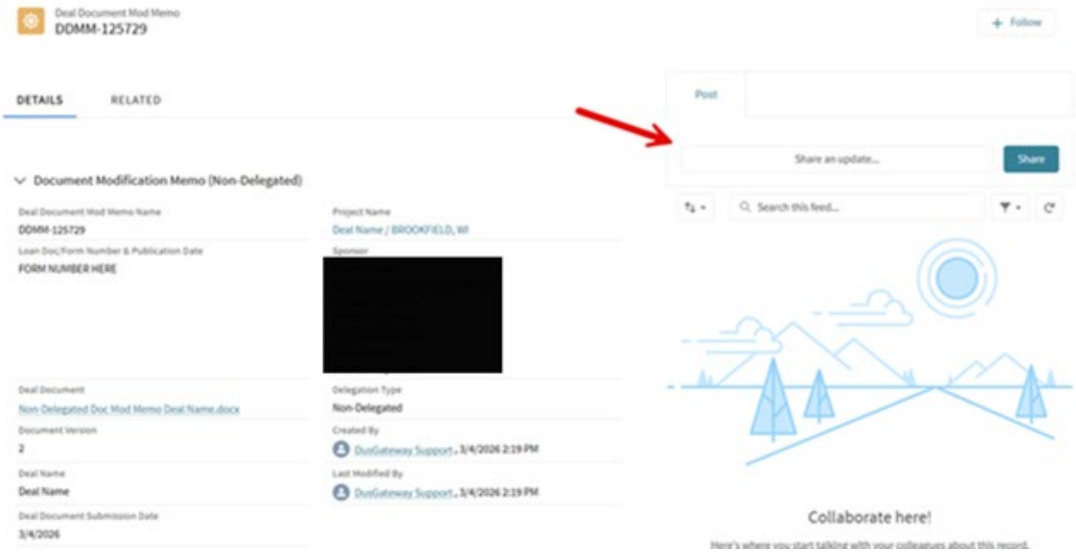 Deal Document Mod Memo
DDMM-125729
+ Follow
DETAILS
RELATED
Post
Share an update...
Share
Document Modification Memo (Non-Delegated)
Search this feed...
Deal Document Mod Memo Name
DDMM-125729
Project Name
Deal Name / BROOKFIELD, WI
Loan Doc/Form Number & Publication Date
FORM NUMBER HERE
Sponsor
Deal Document
Non-Delegated Doc Mod Memo Deal Name.docx
Delegation Type
Non-Delegated
Document Version
2
Created By
DusGateway Support, 3/4/2026 2:19 PM
Deal Name
Deal Name
Last Modified By
DusGateway Support, 3/4/2026 2:19 PM
Deal Document Submission Date
3/4/2026
Collaborate here!
Here's where you start talking with your colleagues about this record.